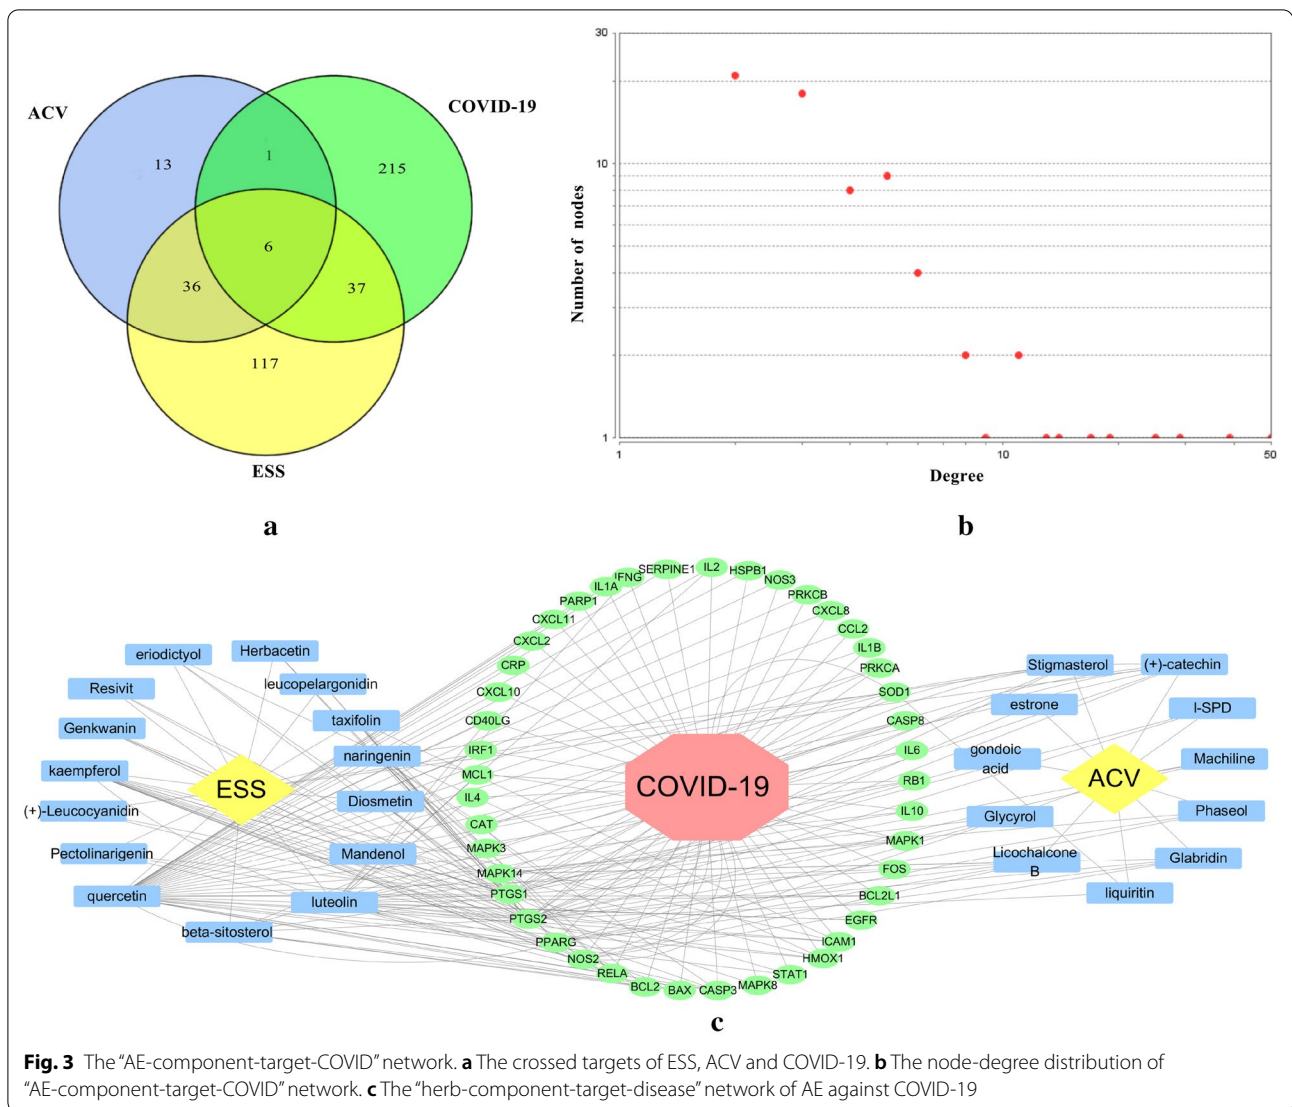 ACV
COVID-19
13
1
215
6
36
37
117
ESS
a
30
10
1
Number of nodes
1
10
50
Degree
b
SERPINE1
IL2
HSPB1
IFNG
NOS3
IL1A
PRKCB
PARP1
CXCL8
CXCL11
CCL2
CXCL2
IL1B
CRP
PRKCA
CXCL10
SOD1
CD40LG
CASP8
IRF1
IL6
MCL1
RB1
IL4
IL10
CAT
MAPK1
MAPK3
FOS
MAPK14
BCL2L1
PTGS1
EGFR
PTGS2
ICAM1
PPARG
HMOX1
NOS2
STAT1
RELA
MAPK8
BCL2
BAX
CASP3
COVID-19
eriodictyol
Herbacetin
Resivit
leucopelargonidin
Genkwanin
taxifolin
naringenin
kaempferol
ESS
(+)-Leucocyanidin
Diosmetin
Pectolinarigenin
Mandenol
quercetin
luteolin
beta-sitosterol
Stigmasterol
(+)-catechin
estrone
l-SPD
gondoic
acid
Machiline
ACV
Glycyrol
Phaseol
Licochalcone
B
Glabridin
liquiritin
c
Fig. 3 The “AE-component-target-COVID” network. a The crossed targets of ESS, ACV and COVID-19. b The node-degree distribution of
“AE-component-target-COVID” network. c The “herb-component-target-disease” network of AE against COVID-19